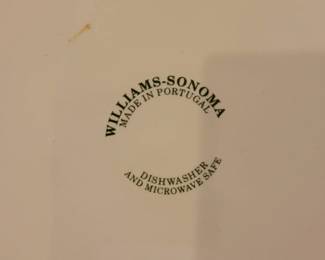 WILLIAMS-SONOMA
MADE IN PORTUGAL
DISHWASHER
AND MICROWAVE SAFE